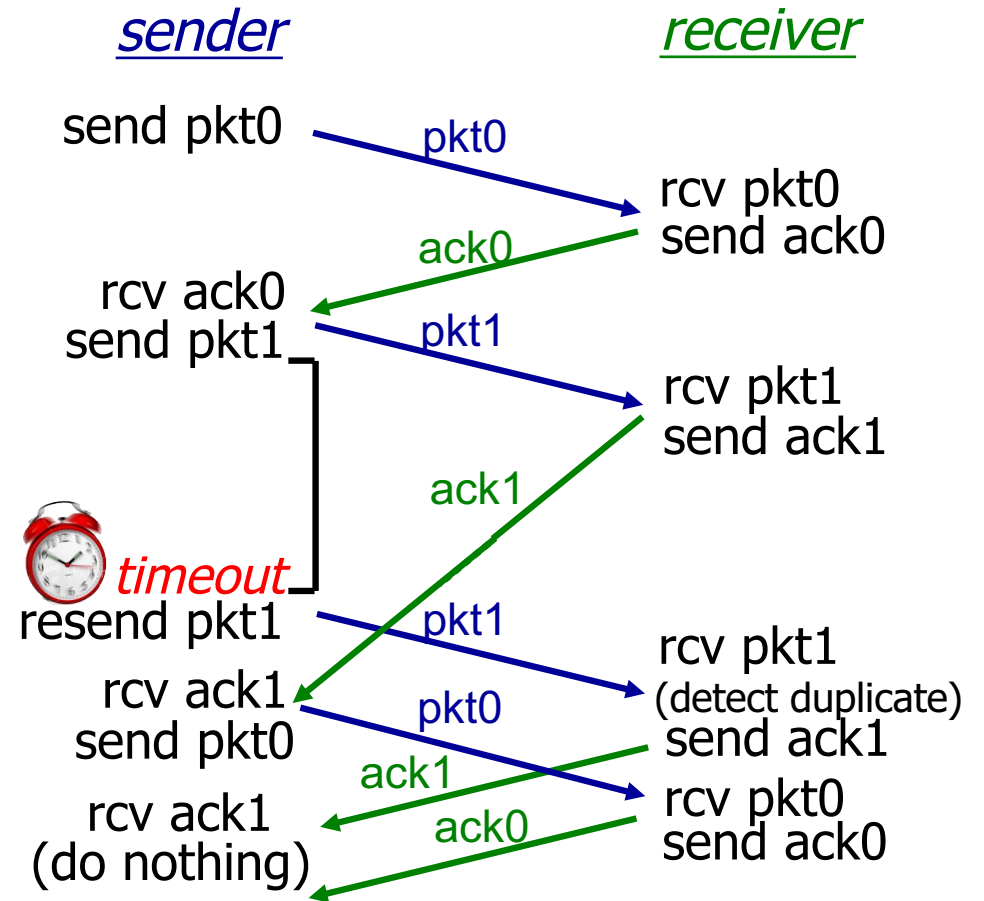 sender
receiver
send pkt0
pkt0
rcv pkt0
send ack0
ack0
rcv ack0
send pkt1
pkt1
rcv pkt1
send ack1
ack1
timeout
resend pkt1
pkt1
rcv pkt1
(detect duplicate)
send ack1
rcv ack1
send pkt0
pkt0
ack1
rcv pkt0
send ack0
rcv ack1
(do nothing)
ack0